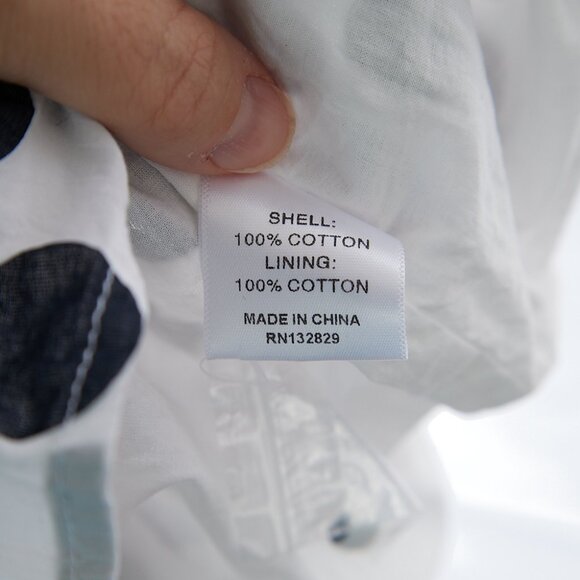 SHELL:
100% COTTON
LINING:
100% COTTON
MADE IN CHINA
RN132829